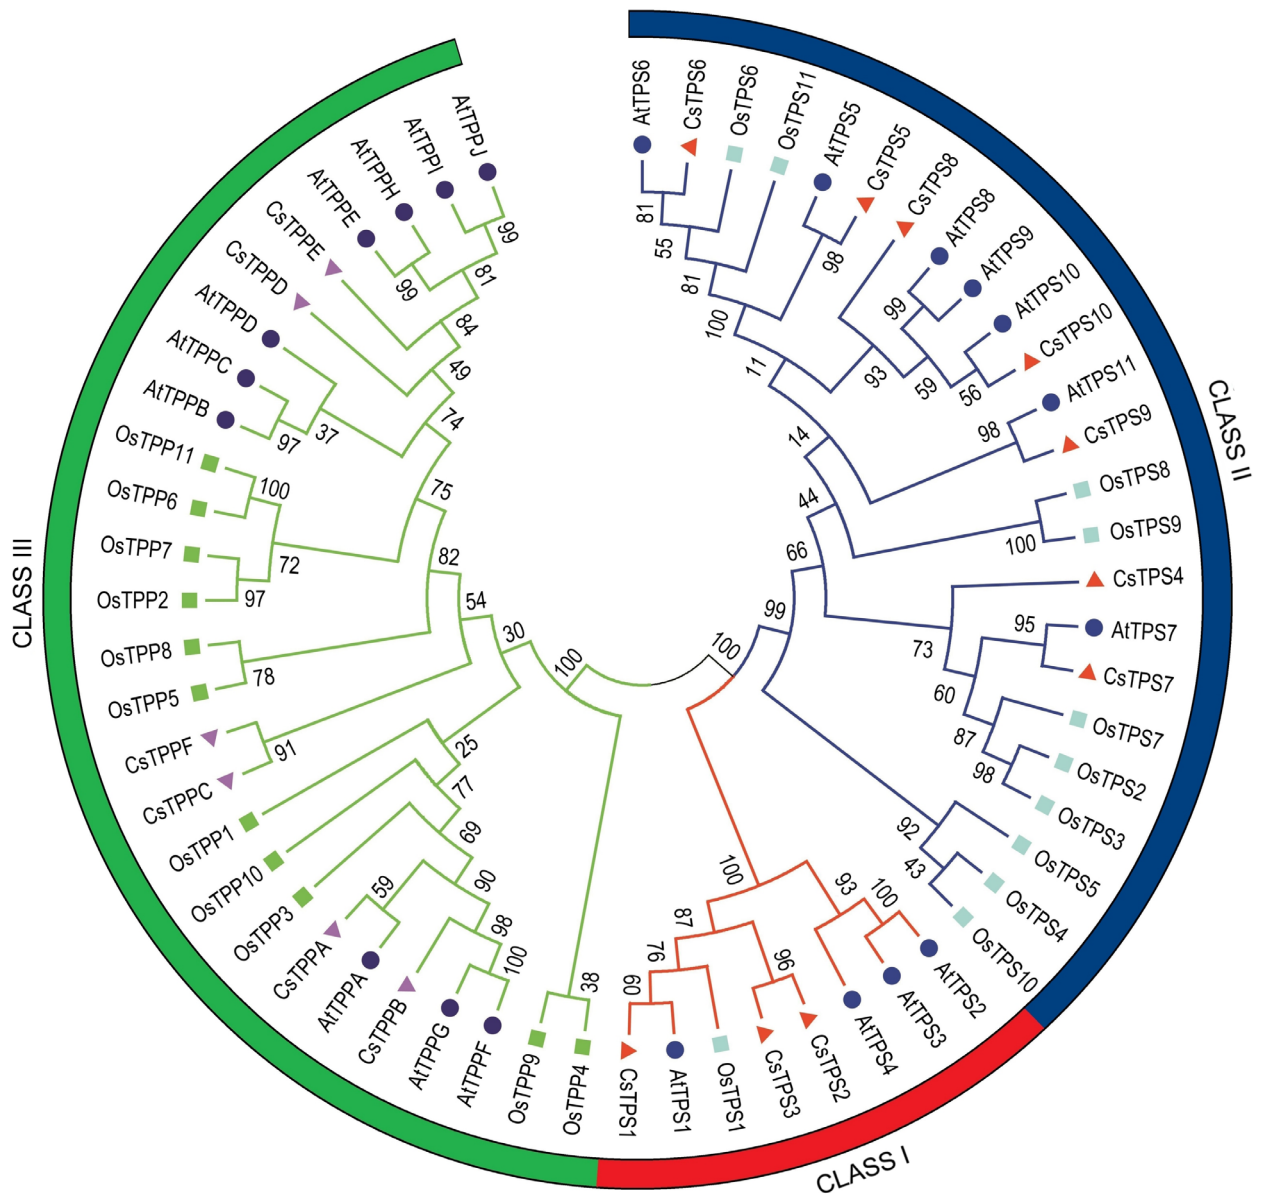 AtTPS6
CsTPS6
OsTPS6
OsTPS11
AtTPS5
CsTPS5
CsTPS8
AtTPS8
AtTPS9
AtTPS10
CsTPS10
AtTPS11
CsTPS9
OsTPS8
OsTPS9
CsTPS4
AtTPS7
CsTPS7
OsTPS7
OsTPS2
OsTPS3
OsTPS5
OsTPS4
OsTPS10
AtTPS2
AtTPS3
AtTPS4
CsTPS2
CsTPS3
OsTPS1
AtTPS1
CsTPS1
OsTPP4
OsTPP9
AtTPPF
AtTPPG
CsTPPB
AtTPPA
CsTPPA
OsTPP3
OsTPP10
OsTPP1
CsTPPC
CsTPPF
OsTPP5
OsTPP8
OsTPP2
OsTPP7
OsTPP6
OsTPP11
AtTPPB
AtTPPC
AtTPPD
CsTPPD
CsTPPE
AtTPPE
AtTPPH
AtTPPI
AtTPPJ
CLASS II
CLASS I
CLASS III
81
55
81
100
98
11
93
99
59
56
98
14
44
100
66
99
73
95
60
87
98
92
43
100
100
93
100
87
96
76
60
38
100
30
54
82
75
74
49
84
81
99
99
37
97
100
72
97
78
91
25
77
69
90
59
98
100